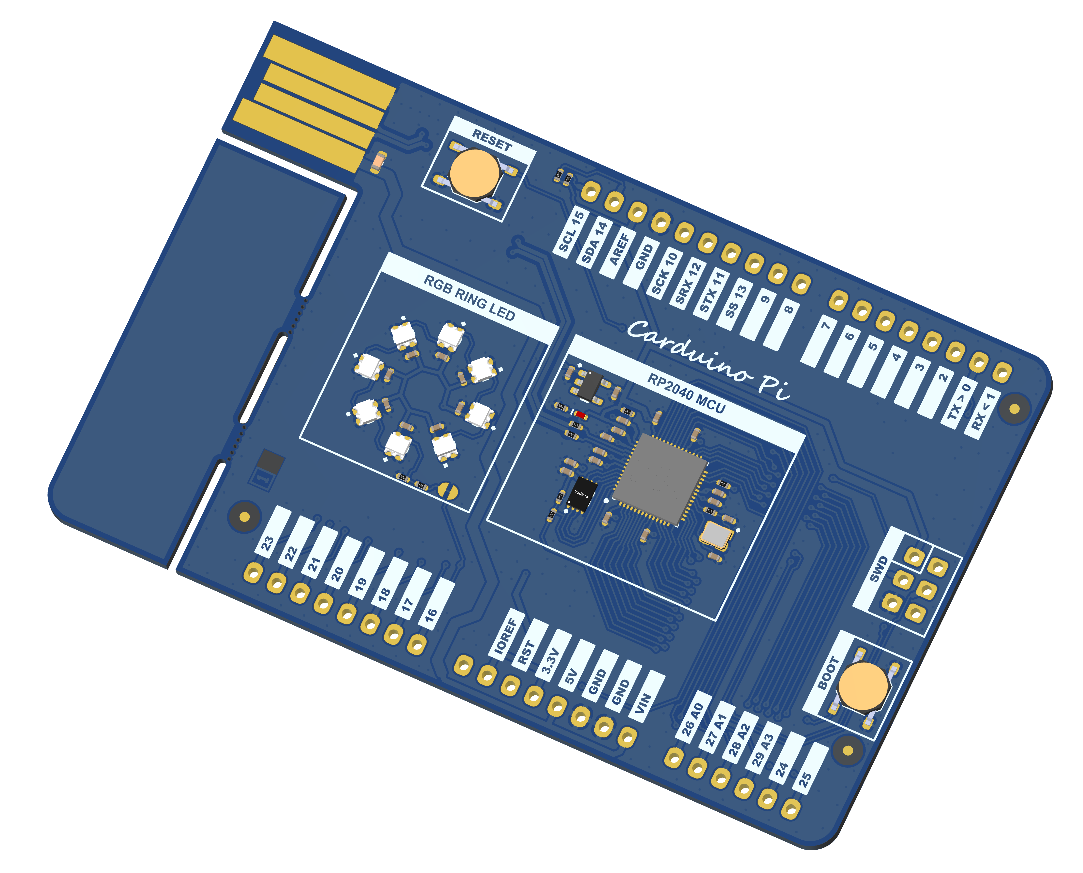 RESET
SCL 15
SDA 14
AREF
GND
SCK 10
SRX 12
STX 11
SS 13
9
8
7
6
5
4
3
2
TX > 0
RX < 1
RGB RING LED
Carduino Pi
RP2040 MCU
SWD
BOOT
23
22
21
20
19
18
17
16
IOREF
RST
3.3V
5V
GND
GND
VIN
26 A0
27 A1
28 A2
29 A3
24
25